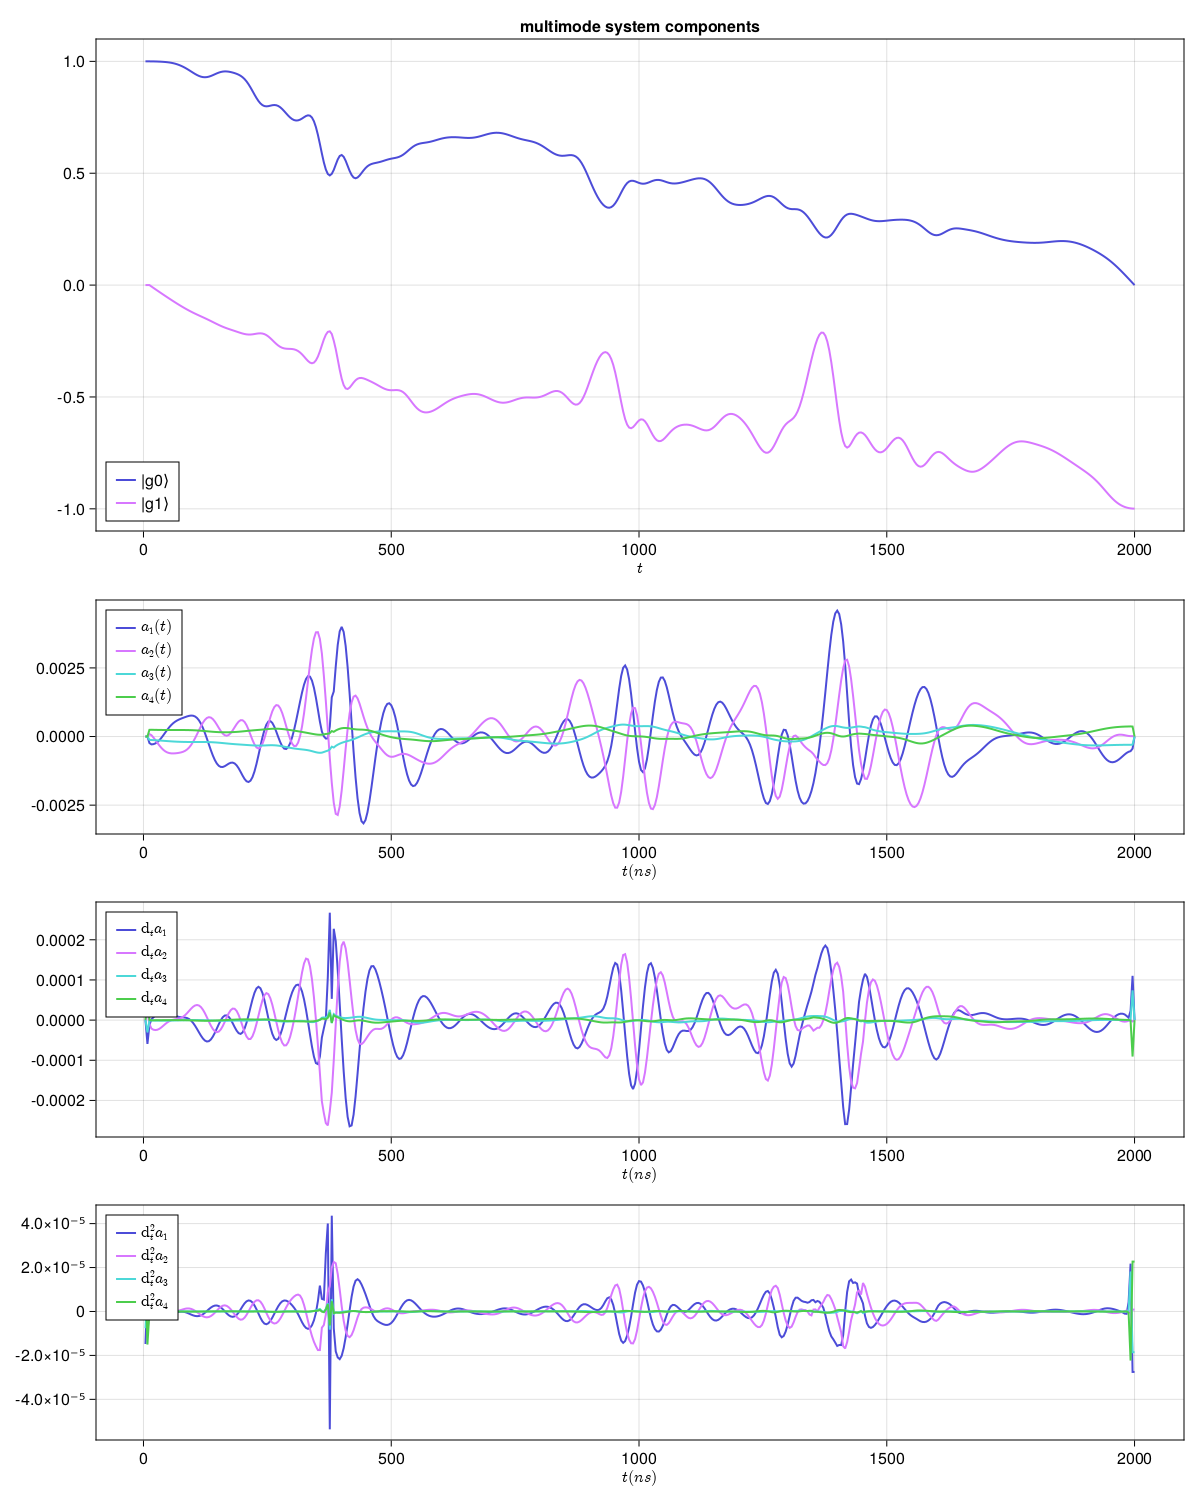 multimode system components
1.0
0.5
0.0
-0.5
-1.0
|g0⟩
|g1⟩
0 500 1000 1500 2000
t
a₁(t)
a₂(t)
a₃(t)
a₄(t)
0.0025
0.0000
-0.0025
0 500 1000 1500 2000
t(ns)
dₜa₁
dₜa₂
dₜa₃
dₜa₄
0.0002
0.0001
0.0000
-0.0001
-0.0002
0 500 1000 1500 2000
t(ns)
d²ₜa₁
d²ₜa₂
d²ₜa₃
d²ₜa₄
4.0×10⁻⁵
2.0×10⁻⁵
0
-2.0×10⁻⁵
-4.0×10⁻⁵
0 500 1000 1500 2000
t(ns)